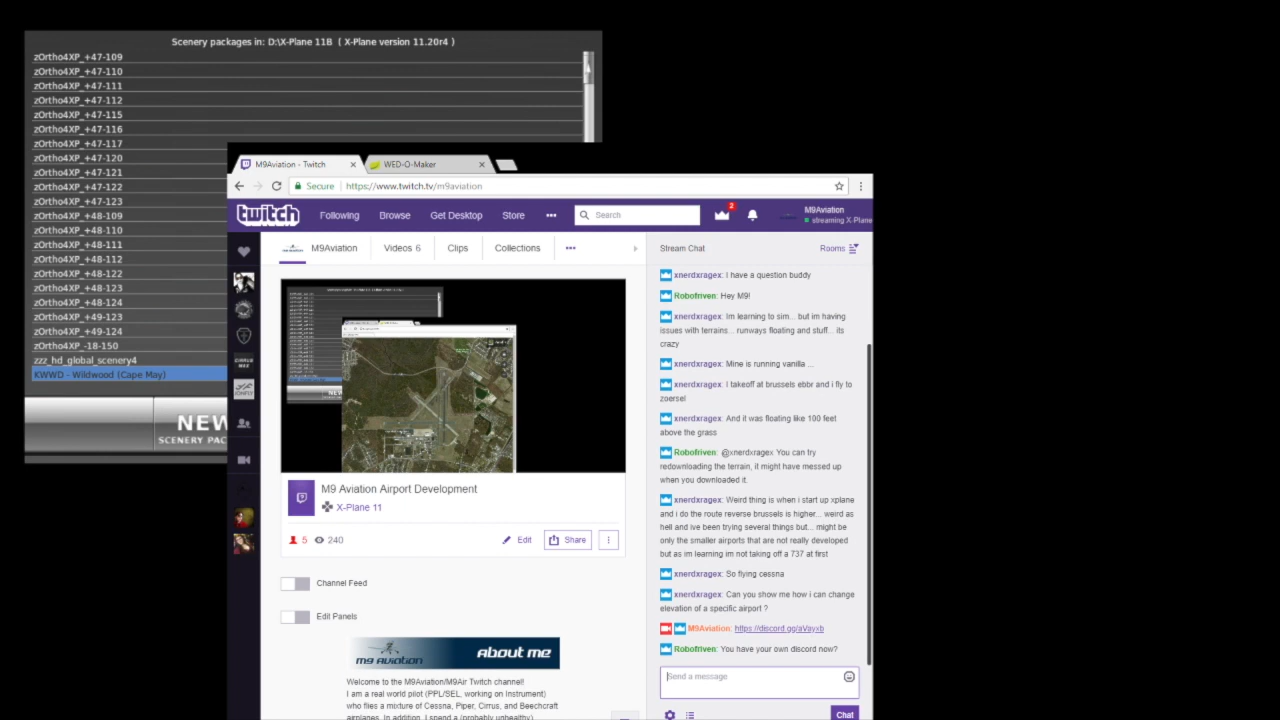 Scenery packages in: D:\X-Plane 11B ( X-Plane version 11.20r4 )
zOrtho4XP_+47-109
zOrtho4XP_+47-110
zOrtho4XP_+47-111
zOrtho4XP_+47-112
zOrtho4XP_+47-115
zOrtho4XP_+47-116
zOrtho4XP_+47-117
zOrtho4XP_+47-120
zOrtho4XP_+47-121
zOrtho4XP_+47-122
zOrtho4XP_+47-123
zOrtho4XP_+48-109
zOrtho4XP_+48-110
zOrtho4XP_+48-111
zOrtho4XP_+48-112
zOrtho4XP_+48-122
zOrtho4XP_+48-123
zOrtho4XP_+48-124
zOrtho4XP_+49-123
zOrtho4XP_+49-124
zOrtho4XP_-18-150
zzz_hd_global_scenery4
KWWD - Wildwood (Cape May)
NEW
SCENERY PAC
M9Aviation - Twitch
WED-O-Maker
Secure https://www.twitch.tv/m9aviation
twitch Following Browse Get Desktop Store Search 2 M9Aviation
streaming X-Plane
M9Aviation Videos 6 Clips Collections
M9 Aviation Airport Development
X-Plane 11
5 240 Edit Share
Channel Feed
Edit Panels
m9 aviation About me
Welcome to the M9Aviation/M9Air Twitch channel!
I am a real world pilot (PPL/SEL, working on Instrument)
who flies a mixture of Cessna, Piper, Cirrus, and Beechcraft
airplanes. In addition, I spend a (probably unhealthy)
Stream Chat Rooms
xnerdxragex: I have a question buddy
Robofriven: Hey M9!
xnerdxragex: Im learning to sim... but im having
issues with terrains... runways floating and stuff... its
crazy
xnerdxragex: Mine is running vanilla ...
xnerdxragex: I takeoff at brussels ebbr and i fly to
zoersel
xnerdxragex: And it was floating like 100 feet
above the grass
Robofriven: @xnerdxragex You can try
redownloading the terrain, it might have messed up
when you downloaded it.
xnerdxragex: Weird thing is when i start up xplane
and i do the route reverse brussels is higher... weird as
hell and ive been trying several things but... might be
only the smaller airports that are not really developed
but as im learning im not taking off a 737 at first
xnerdxragex: So flying cessna
xnerdxragex: Can you show me how i can change
elevation of a specific airport ?
M9Aviation: https://discord.gg/aVayxb
Robofriven: You have your own discord now?
Send a message
Chat